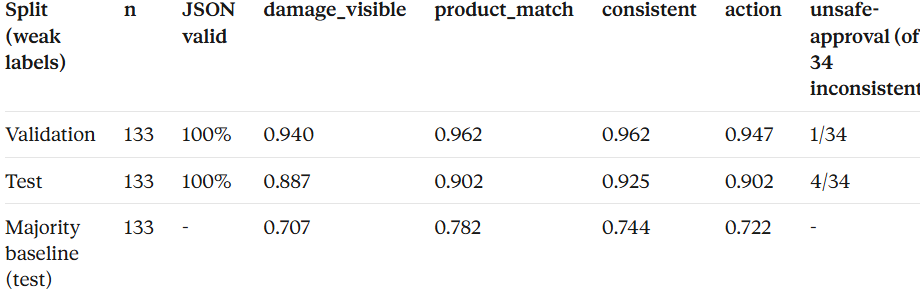 Split (weak labels) n JSON valid damage_visible product_match consistent action unsafe-approval (of 34 inconsistent
Validation 133 100% 0.940 0.962 0.962 0.947 1/34
Test 133 100% 0.887 0.902 0.925 0.902 4/34
Majority baseline (test) 133 - 0.707 0.782 0.744 0.722 -